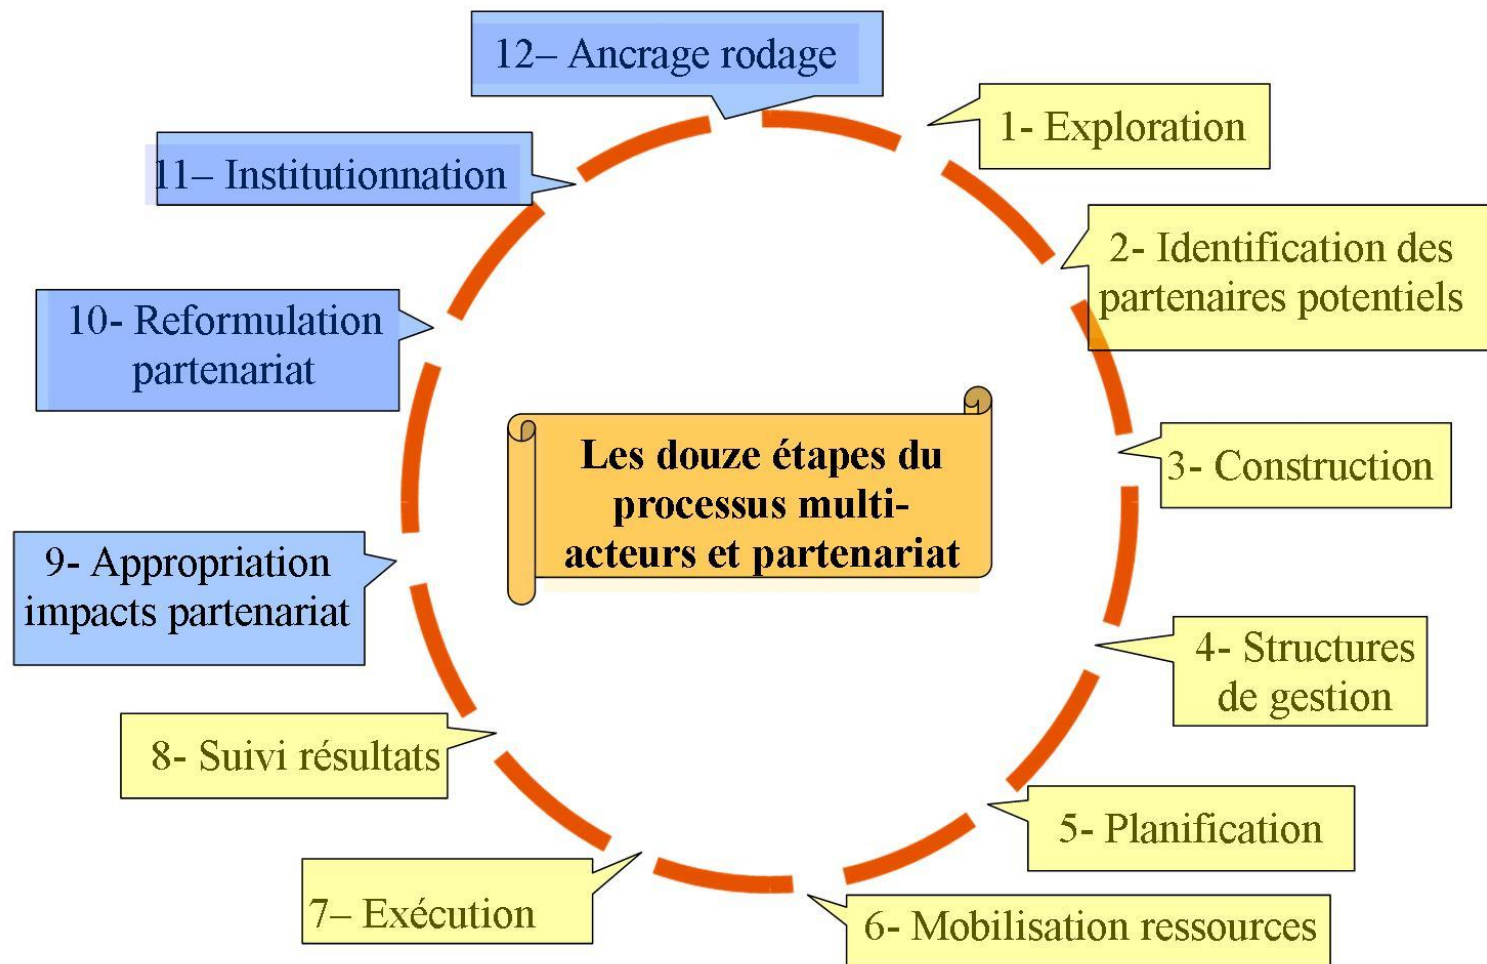 12– Ancrage rodage
1- Exploration
11– Institutionnation
2- Identification des
partenaires potentiels
10- Reformulation
partenariat
Les douze étapes du
processus multi-
acteurs et partenariat
3- Construction
9- Appropriation
impacts partenariat
4- Structures
de gestion
8- Suivi résultats
5- Planification
7– Exécution
6- Mobilisation ressources